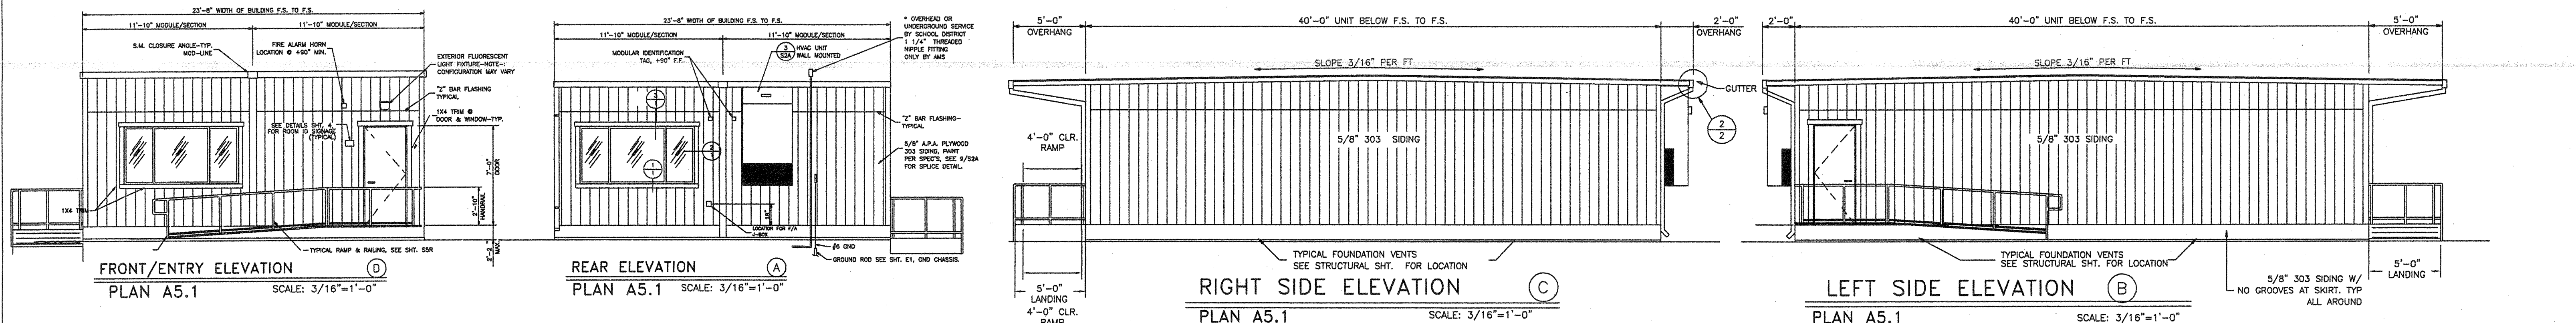 23'-8" WIDTH OF BUILDING F.S. TO F.S.
11'-10" MODULE/SECTION
11'-10" MODULE/SECTION
S.M. CLOSURE ANGLE-TYP.
MOD-LINE
FIRE ALARM HORN
LOCATION @ +90" MIN.
EXTERIOR FLUORESCENT
LIGHT FIXTURE-NOTE-:
CONFIGURATION MAY VARY
"Z" BAR FLASHING
TYPICAL
1X4 TRIM @
DOOR & WINDOW-TYP.
SEE DETAILS SHT. 4
FOR ROOM ID SIGNAGE
(TYPICAL)
7'-0"
DOOR
2'-10"
HANDRAIL
2'-2"
MAX.
1X4 TRIM
TYPICAL RAMP & RAILING, SEE SHT. S5R
FRONT/ENTRY ELEVATION
D
PLAN A5.1
SCALE: 3/16"=1'-0"
23'-8" WIDTH OF BUILDING F.S. TO F.S.
11'-10" MODULE/SECTION
11'-10" MODULE/SECTION
MODULAR IDENTIFICATION
TAG, +90" F.F.
3
S2A
HVAC UNIT
WALL MOUNTED
* OVERHEAD OR
UNDERGROUND SERVICE
BY SCHOOL DISTRICT
1 1/4" THREADED
NIPPLE FITTING
ONLY BY AMS
"Z" BAR FLASHING-
TYPICAL
5/8" A.P.A. PLYWOOD
303 SIDING, PAINT
PER SPEC'S, SEE 9/S2A
FOR SPLICE DETAIL.
3
1
2
1
1
1
18"
LOCATION FOR F/A
J-BOX
#6 GND
GROUND ROD SEE SHT. E1, GND CHASSIS.
REAR ELEVATION
A
PLAN A5.1
SCALE: 3/16"=1'-0"
5'-0"
OVERHANG
40'-0" UNIT BELOW F.S. TO F.S.
2'-0"
OVERHANG
SLOPE 3/16" PER FT
GUTTER
2
2
4'-0" CLR.
RAMP
5/8" 303 SIDING
TYPICAL FOUNDATION VENTS
SEE STRUCTURAL SHT. FOR LOCATION
5'-0"
LANDING
4'-0" CLR.
RAMP
RIGHT SIDE ELEVATION
C
PLAN A5.1
SCALE: 3/16"=1'-0"
2'-0"
40'-0" UNIT BELOW F.S. TO F.S.
5'-0"
OVERHANG
SLOPE 3/16" PER FT
5/8" 303 SIDING
TYPICAL FOUNDATION VENTS
SEE STRUCTURAL SHT. FOR LOCATION
5'-0"
LANDING
5/8" 303 SIDING W/
NO GROOVES AT SKIRT. TYP
ALL AROUND
LEFT SIDE ELEVATION
B
PLAN A5.1
SCALE: 3/16"=1'-0"